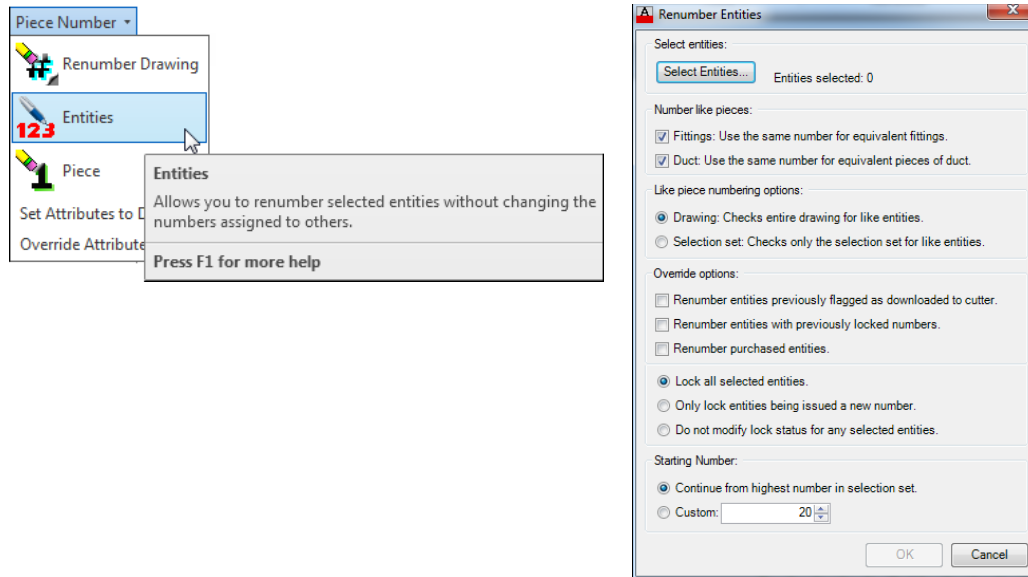 Piece Number
Renumber Drawing
123
Entities
1
Piece
Set Attributes to D
Override Attribute
Entities
Allows you to renumber selected entities without changing the
numbers assigned to others.
Press F1 for more help
A Renumber Entities
Select entities:
Select Entities...
Entities selected: 0
Number like pieces:
Fittings: Use the same number for equivalent fittings.
Duct: Use the same number for equivalent pieces of duct.
Like piece numbering options:
Drawing: Checks entire drawing for like entities.
Selection set: Checks only the selection set for like entities.
Override options:
Renumber entities previously flagged as downloaded to cutter.
Renumber entities with previously locked numbers.
Renumber purchased entities.
Lock all selected entities.
Only lock entities being issued a new number.
Do not modify lock status for any selected entities.
Starting Number:
Continue from highest number in selection set.
Custom: 20
OK Cancel